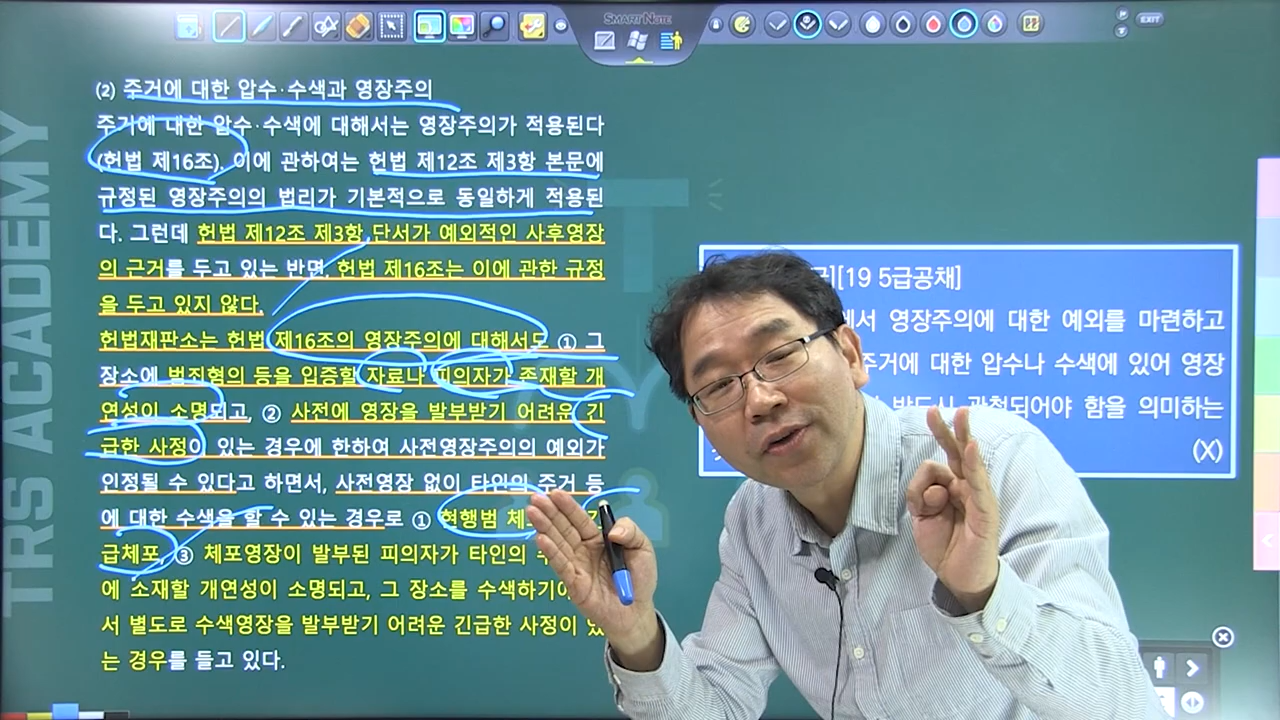 SMART NOTE
EXIT
TRS ACADEMY
(2) 주거에 대한 압수·수색과 영장주의
주거에 대한 압수·수색에 대해서는 영장주의가 적용된다
(헌법 제16조). 이에 관하여는 헌법 제12조 제3항 본문에
규정된 영장주의의 법리가 기본적으로 동일하게 적용된
다. 그런데 헌법 제12조 제3항 단서가 예외적인 사후영장
의 근거를 두고 있는 반면, 헌법 제16조는 이에 관한 규정
을 두고 있지 않다.
헌법재판소는 헌법 제16조의 영장주의에 대해서도 ① 그
장소에 범죄혐의 등을 입증할 자료나 피의자가 존재할 개
연성이 소명되고, ② 사전에 영장을 발부받기 어려운 긴
급한 사정이 있는 경우에 한하여 사전영장주의의 예외가
인정될 수 있다고 하면서, 사전영장 없이 타인의 주거 등
에 대한 수색을 할 수 있는 경우로 ① 현행범
급체포, ③ 체포영장이 발부된 피의자가 타인의
에 소재할 개연성이 소명되고, 그 장소를 수색하기
서 별도로 수색영장을 발부받기 어려운 긴급한 사정이 있
는 경우를 들고 있다.
[19 5급공채]
영장주의에 대한 예외를 마련하고
주거에 대한 압수나 수색에 있어 영장
반드시 관철되어야 함을 의미하는
(X)